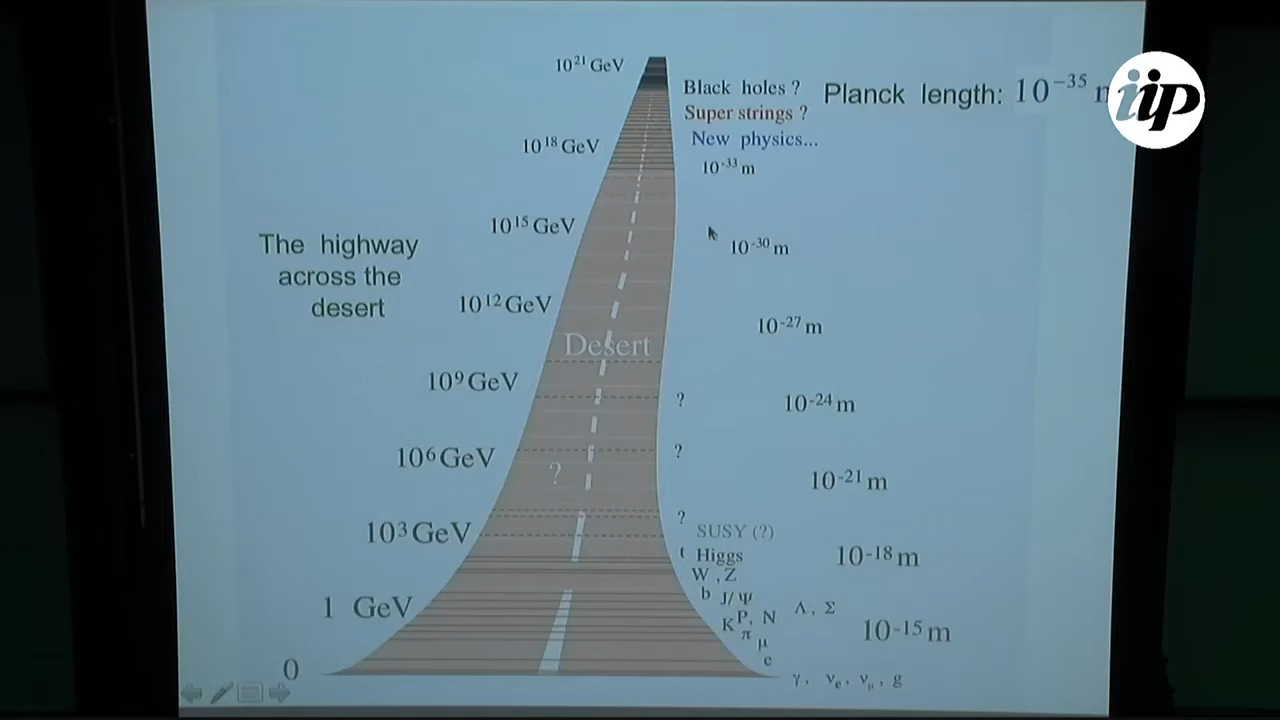 10²¹ GeV
Black holes ?
Planck length: 10⁻³⁵
iip
Super strings ?
New physics...
10¹⁸ GeV
10⁻³³ m
10¹⁵ GeV
10⁻³⁰ m
The highway
across the
desert
10¹² GeV
10⁻²⁷ m
Desert
10⁹ GeV
?
10⁻²⁴ m
10⁶ GeV
?
?
10⁻²¹ m
10³ GeV
?
SUSY (?)
t Higgs
10⁻¹⁸ m
W , Z
b J/Ψ
1 GeV
Λ , Σ
K P, N
10⁻¹⁵ m
π
μ
e
0
γ, νₑ, ν_μ, g